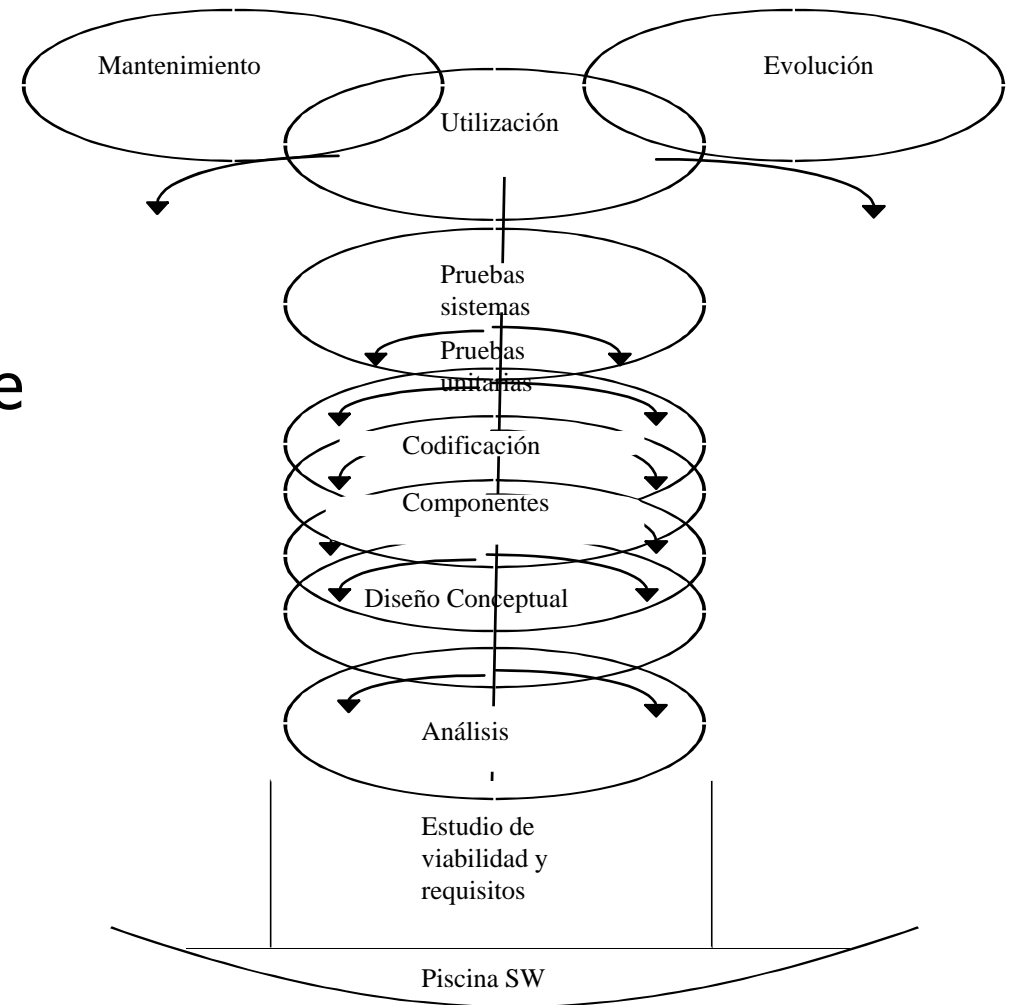 Mantenimiento
Evolución
Utilización
Pruebas
sistemas
e
Pruebas
unitarias
Codificación
Componentes
Diseño Conceptual
Análisis
Estudio de
viabilidad y
requisitos
Piscina SW